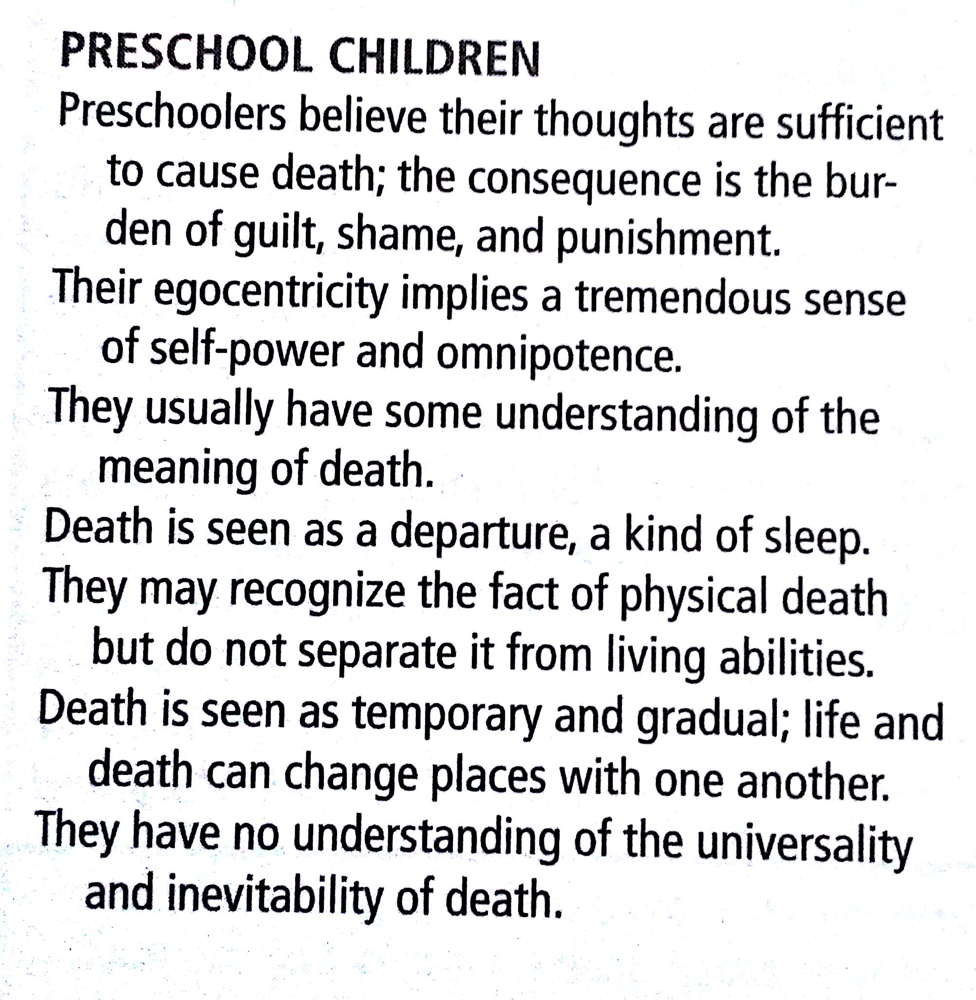 PRESCHOOL CHILDREN
Preschoolers believe their thoughts are sufficient
to cause death; the consequence is the bur-
den of guilt, shame, and punishment.
Their egocentricity implies a tremendous sense
of self-power and omnipotence.
They usually have some understanding of the
meaning of death.
Death is seen as a departure, a kind of sleep.
They may recognize the fact of physical death
but do not separate it from living abilities.
Death is seen as temporary and gradual; life and
death can change places with one another.
They have no understanding of the universality
and inevitability of death.